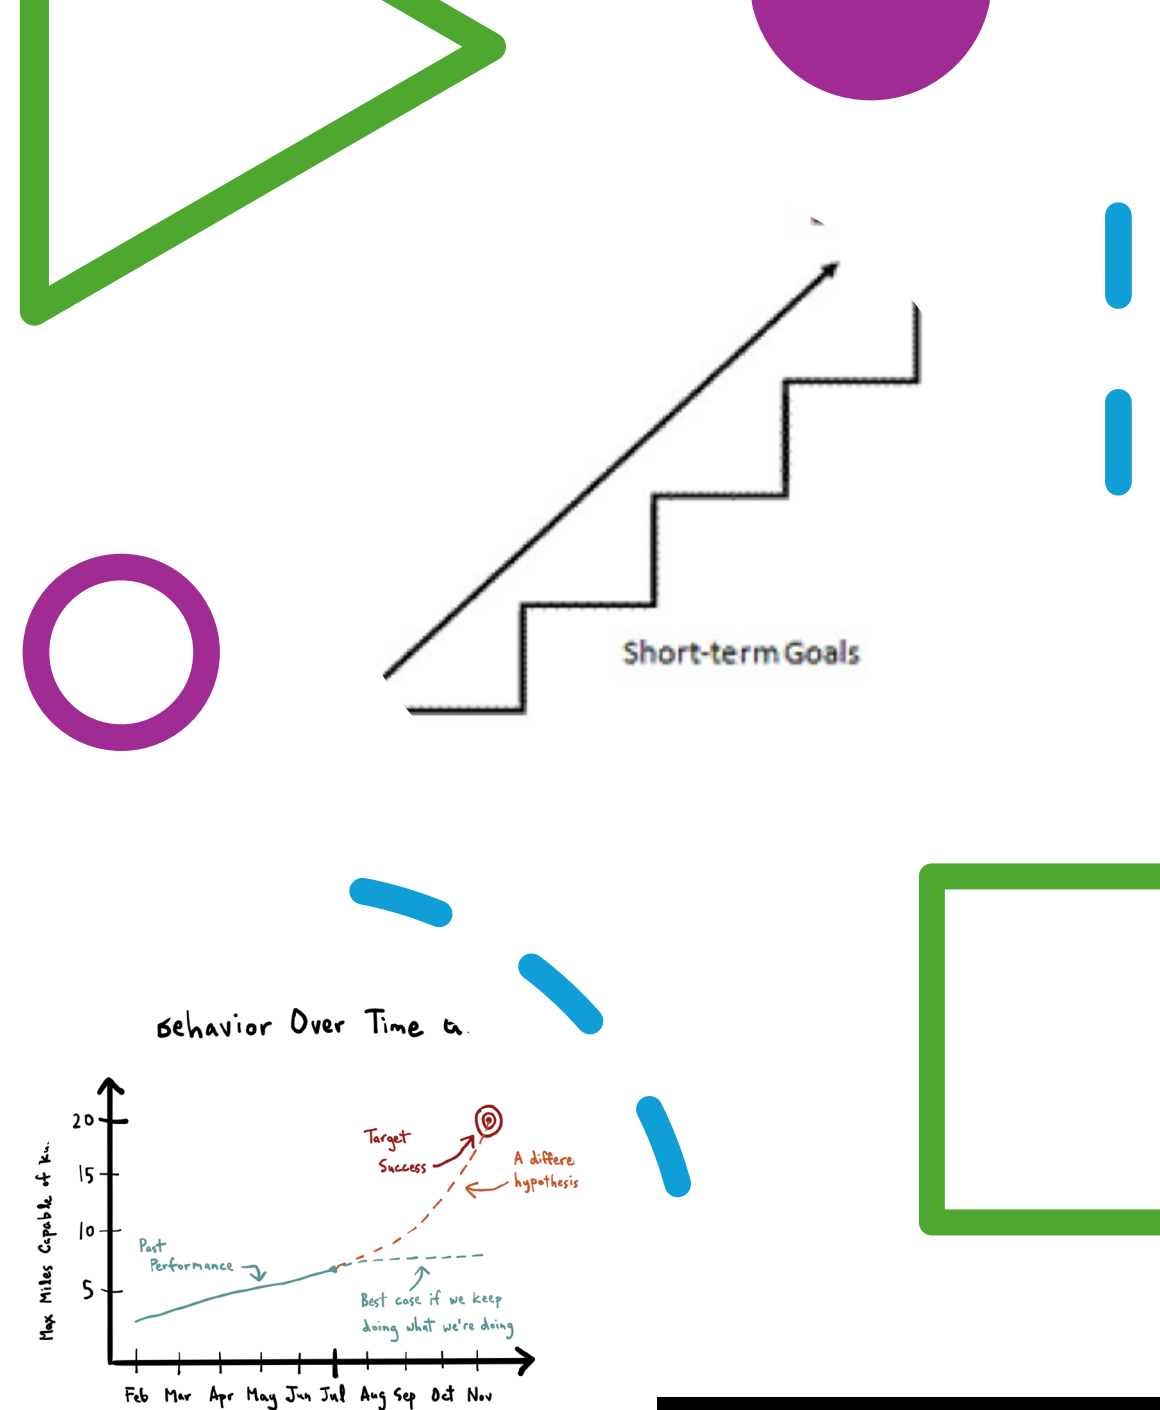 Short-term Goals
Behavior Over Time
20
15
10
5
Max Miles Capable of
Target
Success
A
hypothesis
Past
Performance
Best case if we keep
doing what we're doing
Feb Mar Apr May Jun Jul Aug Sep Oct Nov